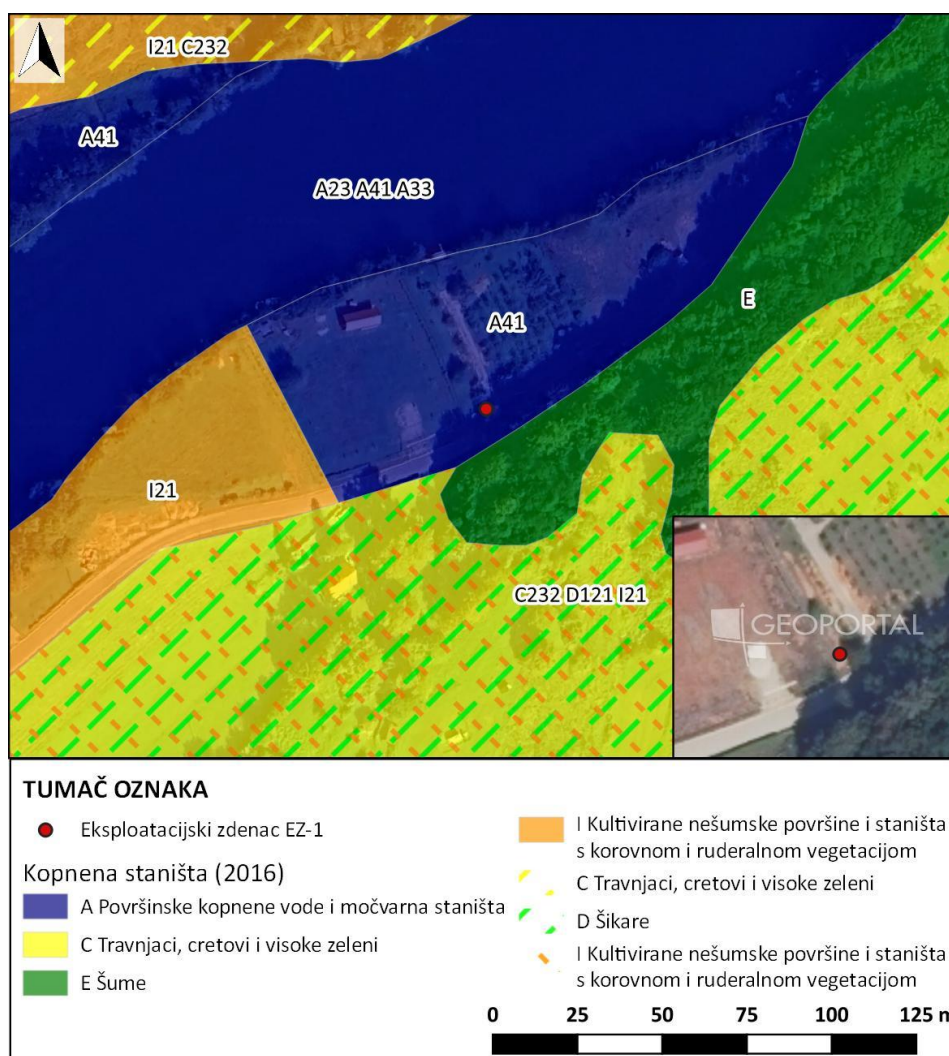 I21 C232
A41
A23 A41 A33
A41
E
I21
C232 D121 I21
GEOPORTAL
TUMAČ OZNAKA
Eksploatacijski zdenac EZ-1
Kopnena staništa (2016)
A Površinske kopnene vode i močvarna staništa
C Travnjaci, cretovi i visoke zeleni
E Šume
I Kultivirane nešumske površine i staništa
s korovnom i ruderalnom vegetacijom
C Travnjaci, cretovi i visoke zeleni
D Šikare
I Kultivirane nešumske površine i staništa
s korovnom i ruderalnom vegetacijom
0 25 50 75 100 125 m